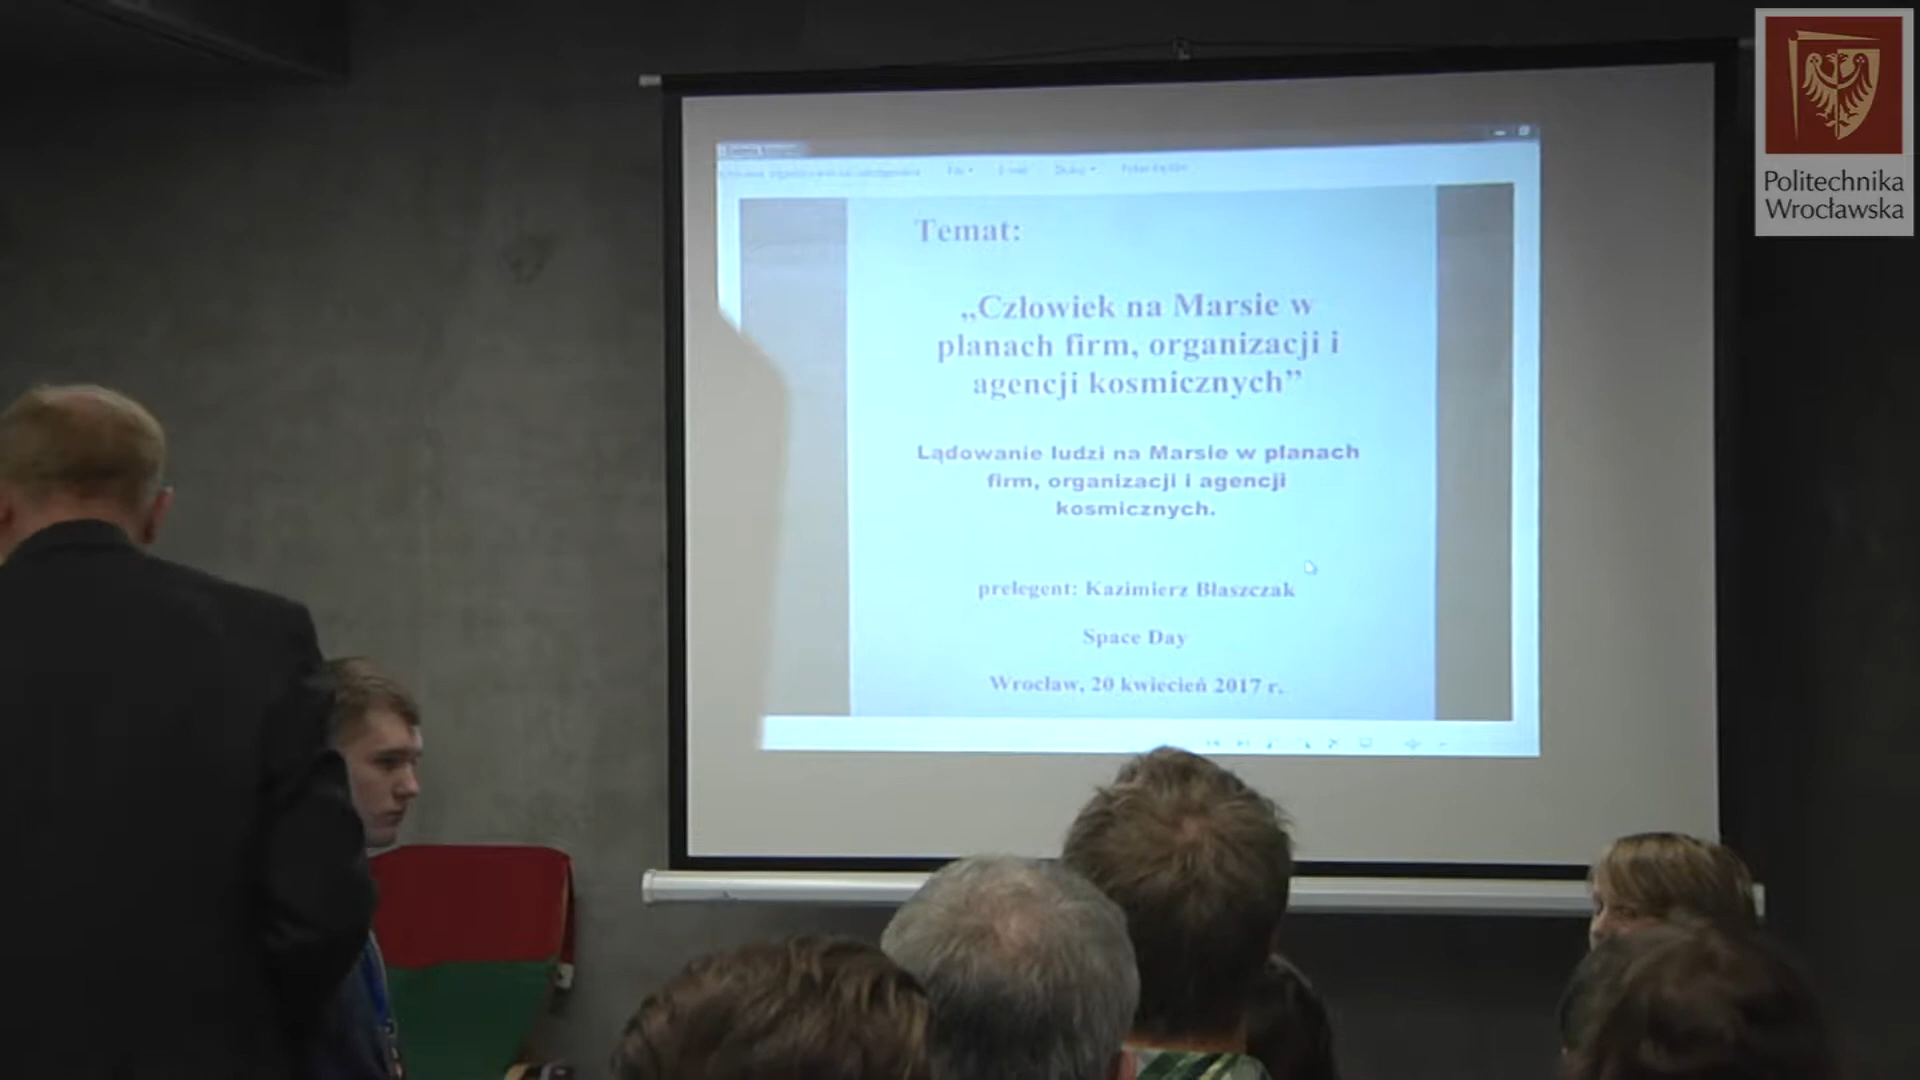 Temat:
„Człowiek na Marsie w
planach firm, organizacji i
agencji kosmicznych”
Lądowanie ludzi na Marsie w planach
firm, organizacji i agencji
kosmicznych.
prelegent: Kazimierz Błaszczak
Space Day
Wrocław, 20 kwiecień 2017 r.
Politechnika
Wrocławska